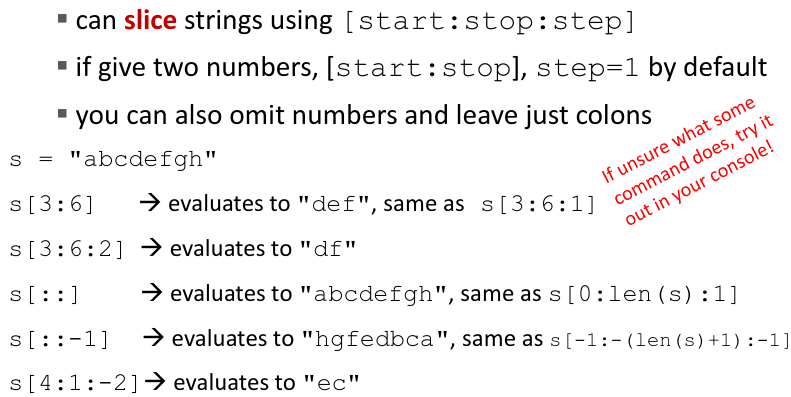 ▪ can slice strings using [start:stop:step]
▪ if give two numbers, [start:stop], step=1 by default
▪ you can also omit numbers and leave just colons
If unsure what some
command does, try it
out in your console!
s = "abcdefgh"
s[3:6] → evaluates to "def", same as s[3:6:1]
s[3:6:2] → evaluates to "df"
s[::] → evaluates to "abcdefgh", same as s[0:len(s):1]
s[::-1] → evaluates to "hgfedbca", same as s[-1:-(len(s)+1):-1]
s[4:1:-2] → evaluates to "ec"